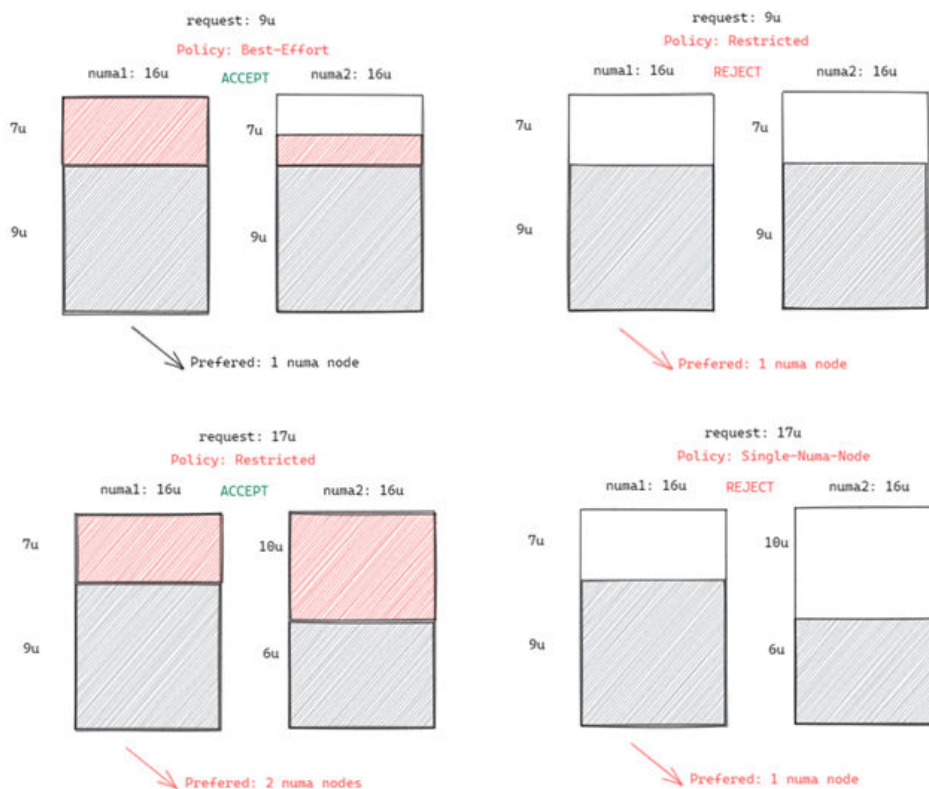 request: 9u
Policy: Best-Effort
numa1: 16u
ACCEPT
numa2: 16u
7u
7u
9u
9u
Prefered: 1 numa node
request: 9u
Policy: Restricted
numa1: 16u
REJECT
numa2: 16u
7u
7u
9u
9u
Prefered: 1 numa node
request: 17u
Policy: Restricted
numa1: 16u
ACCEPT
numa2: 16u
7u
10u
9u
6u
Prefered: 2 numa nodes
request: 17u
Policy: Single-Numa-Node
numa1: 16u
REJECT
numa2: 16u
7u
10u
9u
6u
Prefered: 1 numa node